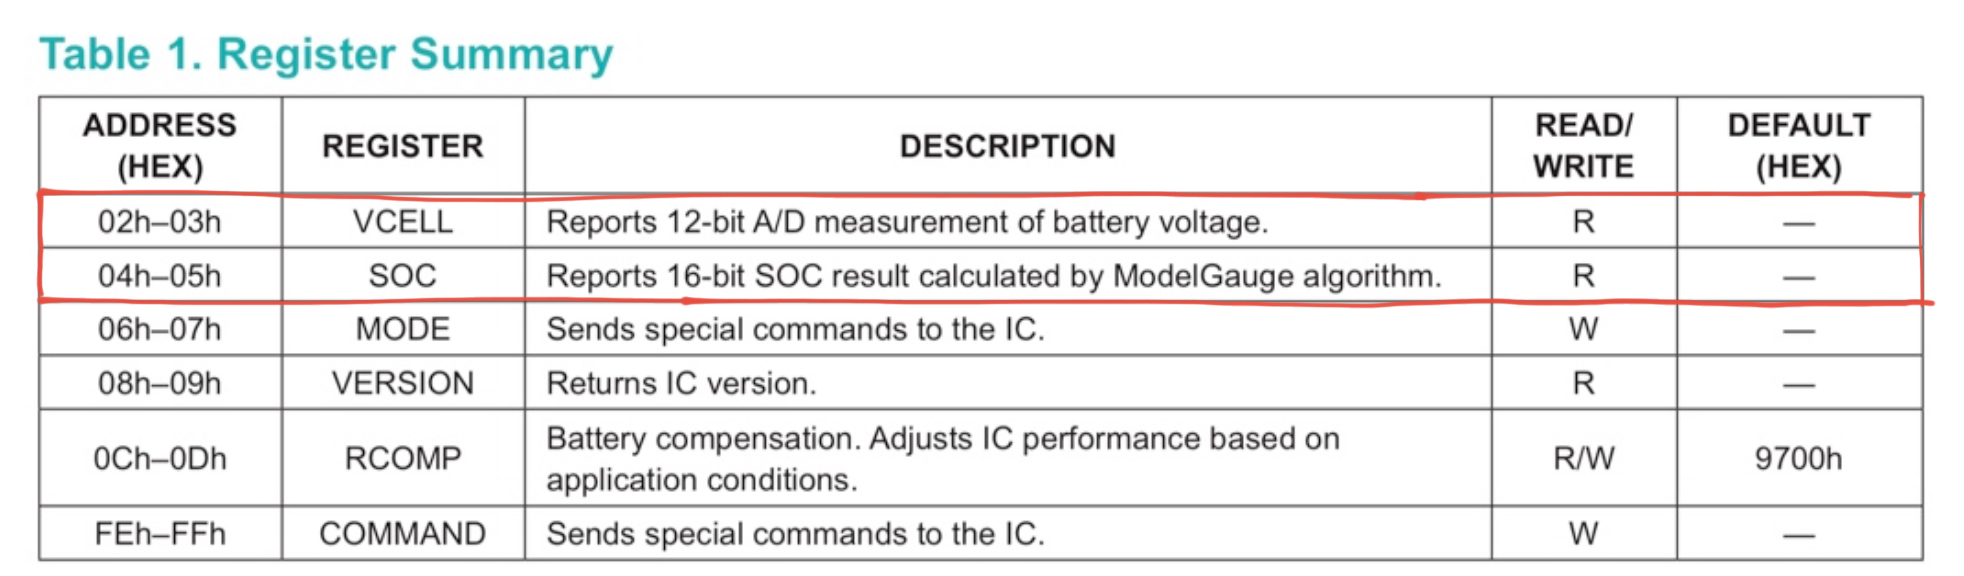 Table 1. Register Summary
ADDRESS (HEX) REGISTER DESCRIPTION READ/ WRITE DEFAULT (HEX)
02h–03h VCELL Reports 12-bit A/D measurement of battery voltage. R —
04h–05h SOC Reports 16-bit SOC result calculated by ModelGauge algorithm. R —
06h–07h MODE Sends special commands to the IC. W —
08h–09h VERSION Returns IC version. R —
0Ch–0Dh RCOMP Battery compensation. Adjusts IC performance based on application conditions. R/W 9700h
FEh–FFh COMMAND Sends special commands to the IC. W —